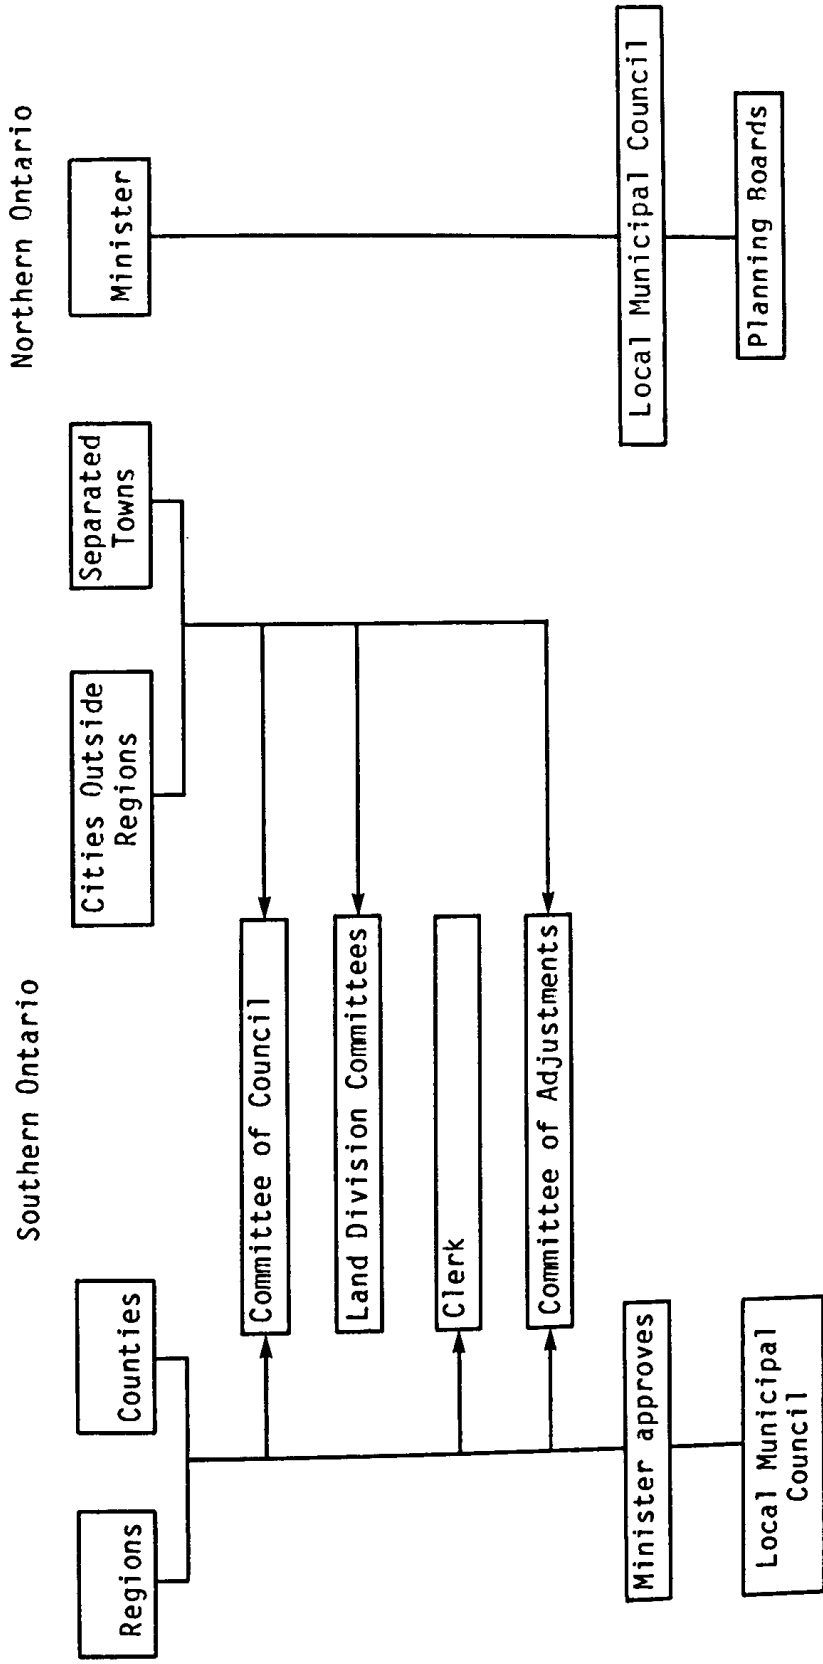 Southern Ontario
Northern Ontario
Regions
Counties
Cities Outside
Regions
Separated
Towns
Minister
Committee of Council
Land Division Committees
Clerk
Committee of Adjustments
Minister approves
Local Municipal Council
Local Municipal
Council
Planning Boards